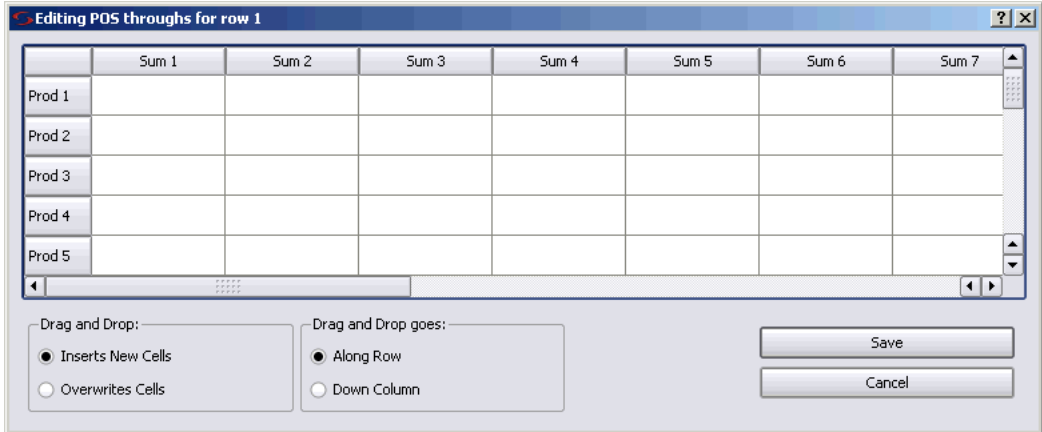 Editing POS throughs for row 1
Sum 1 Sum 2 Sum 3 Sum 4 Sum 5 Sum 6 Sum 7
Prod 1
Prod 2
Prod 3
Prod 4
Prod 5
Drag and Drop:
Inserts New Cells
Overwrites Cells
Drag and Drop goes:
Along Row
Down Column
Save
Cancel